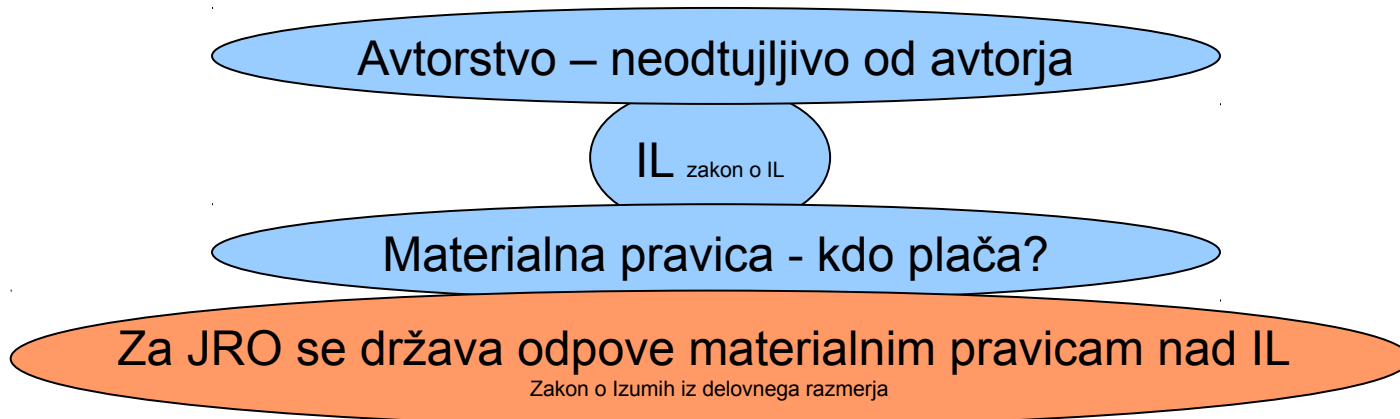 Avtorstvo – neodtujljivo od avtorja
IL zakon o IL
Materialna pravica - kdo plača?
Za JRO se država odpove materialnim pravicam nad IL
Zakon o Izumih iz delovnega razmerja